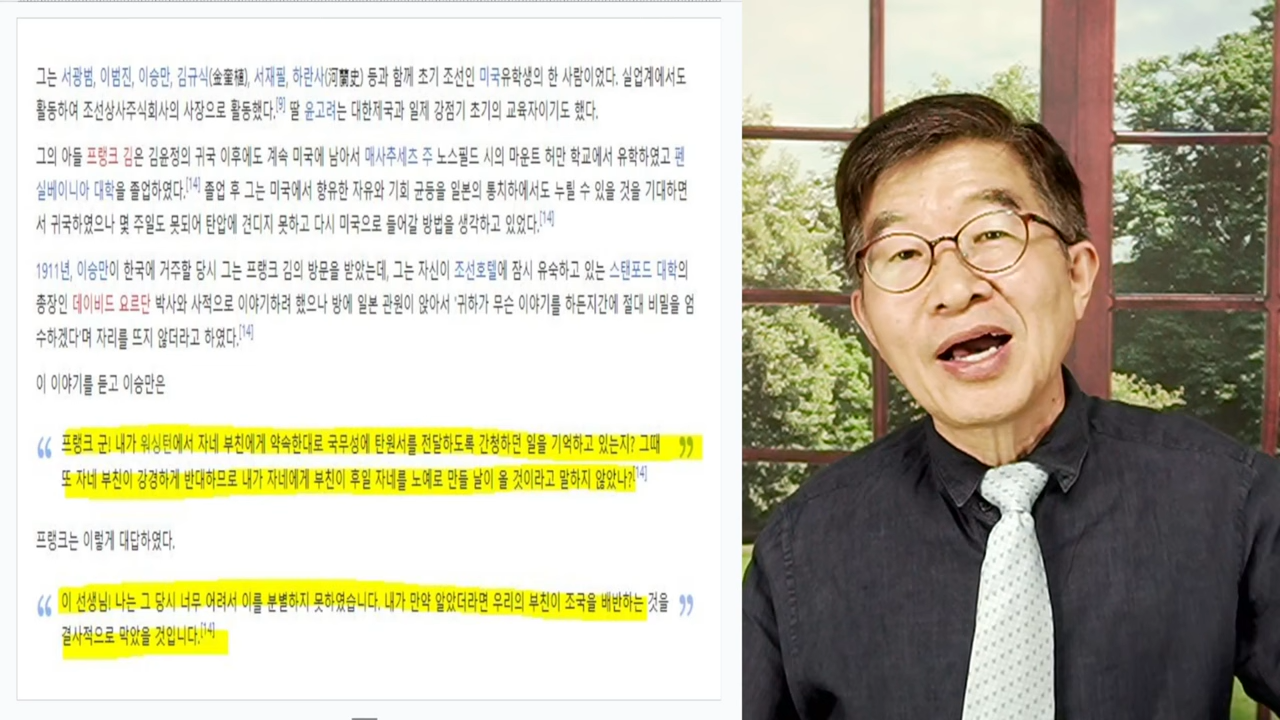 그는 서광범, 이범진, 이승만, 김규식(金奎植), 서재필, 하란사(河蘭史) 등과 함께 초기 조선인 미국유학생의 한 사람이었다. 실업계에서도
활동하여 조선상사주식회사의 사장으로 활동했다.[9] 딸 윤고려는 대한제국과 일제 강점기 초기의 교육자이기도 했다.
그의 아들 프랭크 김은 김윤정의 귀국 이후에도 계속 미국에 남아서 매사추세츠 주 노스필드 시의 마운트 허만 학교에서 유학하였고 펜
실베이니아 대학을 졸업하였다.[14] 졸업 후 그는 미국에서 향유한 자유와 기회 균등을 일본의 통치하에서도 누릴 수 있을 것을 기대하면
서 귀국하였으나 몇 주일도 못되어 탄압에 견디지 못하고 다시 미국으로 들어갈 방법을 생각하고 있었다.[14]
1911년, 이승만이 한국에 거주할 당시 그는 프랭크 김의 방문을 받았는데, 그는 자신이 조선호텔에 잠시 유숙하고 있는 스탠포드 대학의
총장인 데이비드 요르단 박사와 사적으로 이야기하려 했으나 방에 일본 관원이 앉아서 '귀하가 무슨 이야기를 하든지간에 절대 비밀을 엄
수하겠다'며 자리를 뜨지 않더라고 하였다.[14]
이 이야기를 듣고 이승만은
“ 프랭크 군! 내가 워싱턴에서 자네 부친에게 약속한대로 국무성에 탄원서를 전달하도록 간청하던 일을 기억하고 있는지? 그때 ”
또 자네 부친이 강경하게 반대하므로 내가 자네에게 부친이 후일 자네를 노예로 만들 날이 올 것이라고 말하지 않았나?[14]
프랭크는 이렇게 대답하였다.
“ 이 선생님! 나는 그 당시 너무 어려서 이를 분별하지 못하였습니다. 내가 만약 알았더라면 우리의 부친이 조국을 배반하는 것을 ”
결사적으로 막았을 것입니다.[14]